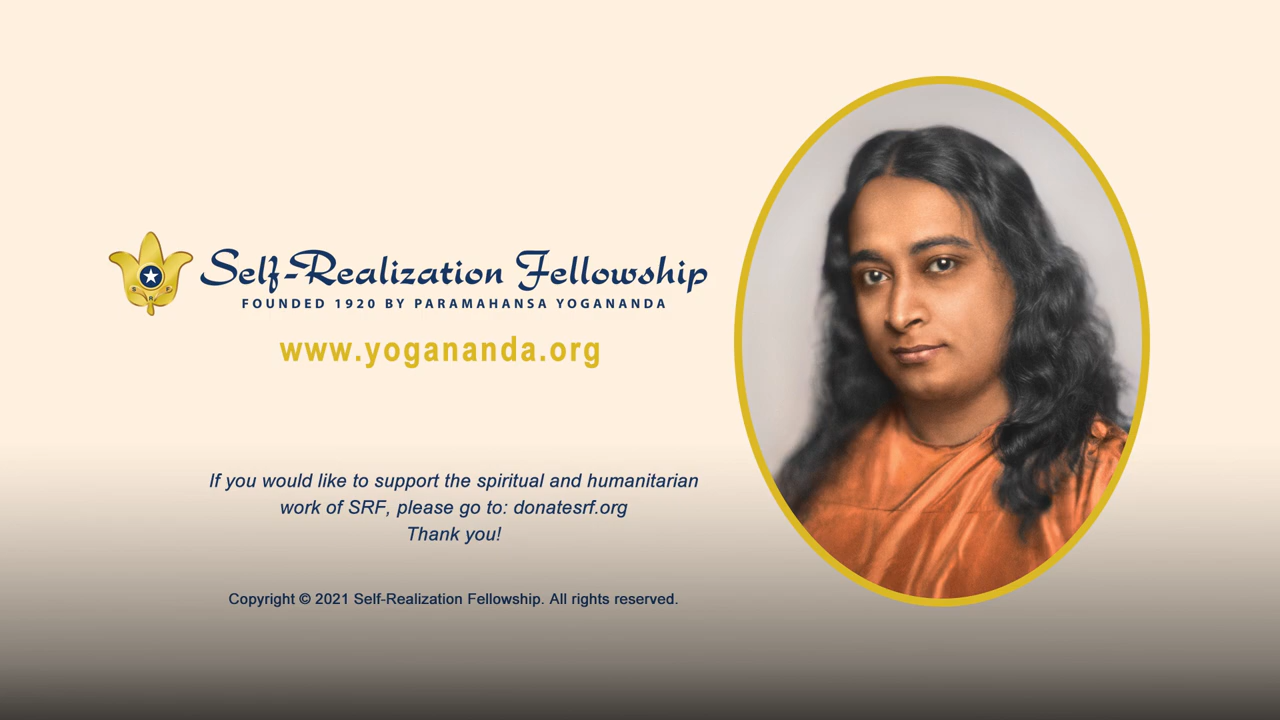 Self-Realization Fellowship
FOUNDED 1920 BY PARAMAHANSA YOGANANDA
www.yogananda.org
If you would like to support the spiritual and humanitarian
work of SRF, please go to: donatesrf.org
Thank you!
Copyright © 2021 Self-Realization Fellowship. All rights reserved.